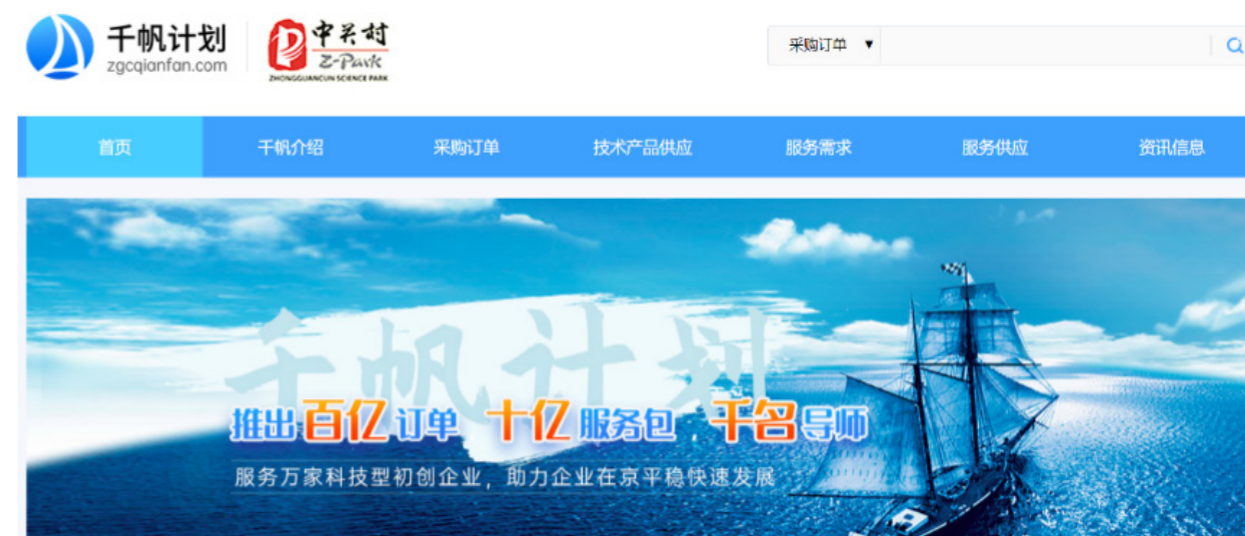 千帆计划
zgcqianfan.com
中关村
Z-Park
ZHONGGUANCUN SCIENCE PARK
采购订单 ▼
首页 千帆介绍 采购订单 技术产品供应 服务需求 服务供应 资讯信息
千帆计划
推出百亿订单 十亿服务包，千名导师
服务万家科技型初创企业，助力企业在京平稳快速发展